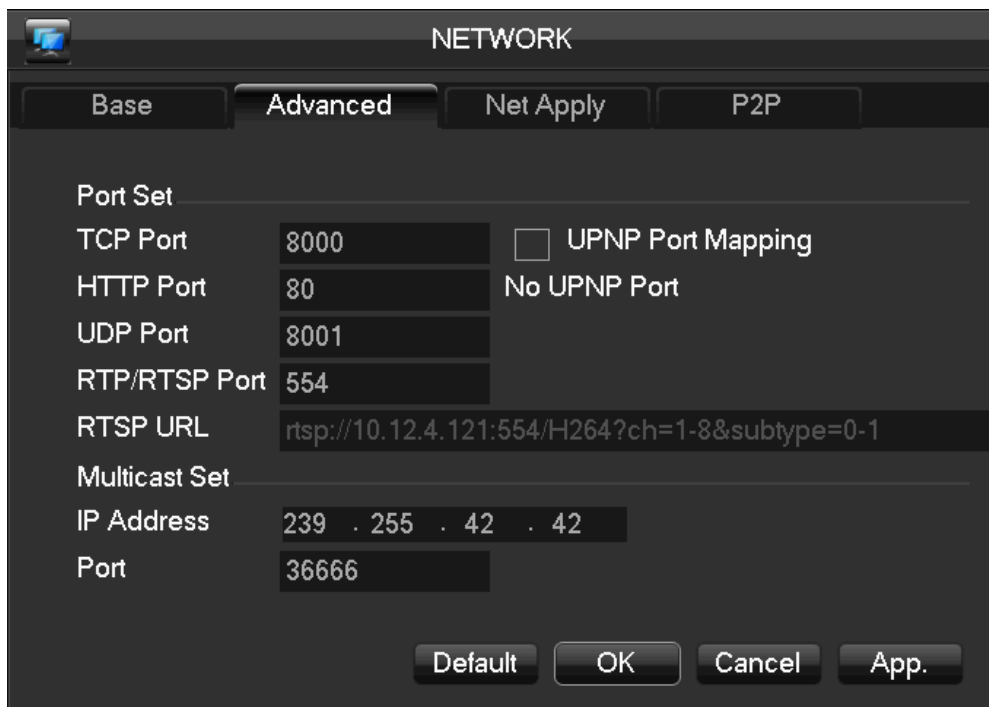 NETWORK
Base Advanced Net Apply P2P
Port Set
TCP Port 8000 UPNP Port Mapping
HTTP Port 80 No UPNP Port
UDP Port 8001
RTP/RTSP Port 554
RTSP URL rtsp://10.12.4.121:554/H264?ch=1-8&subtype=0-1
Multicast Set
IP Address 239 . 255 . 42 . 42
Port 36666
Default OK Cancel App.